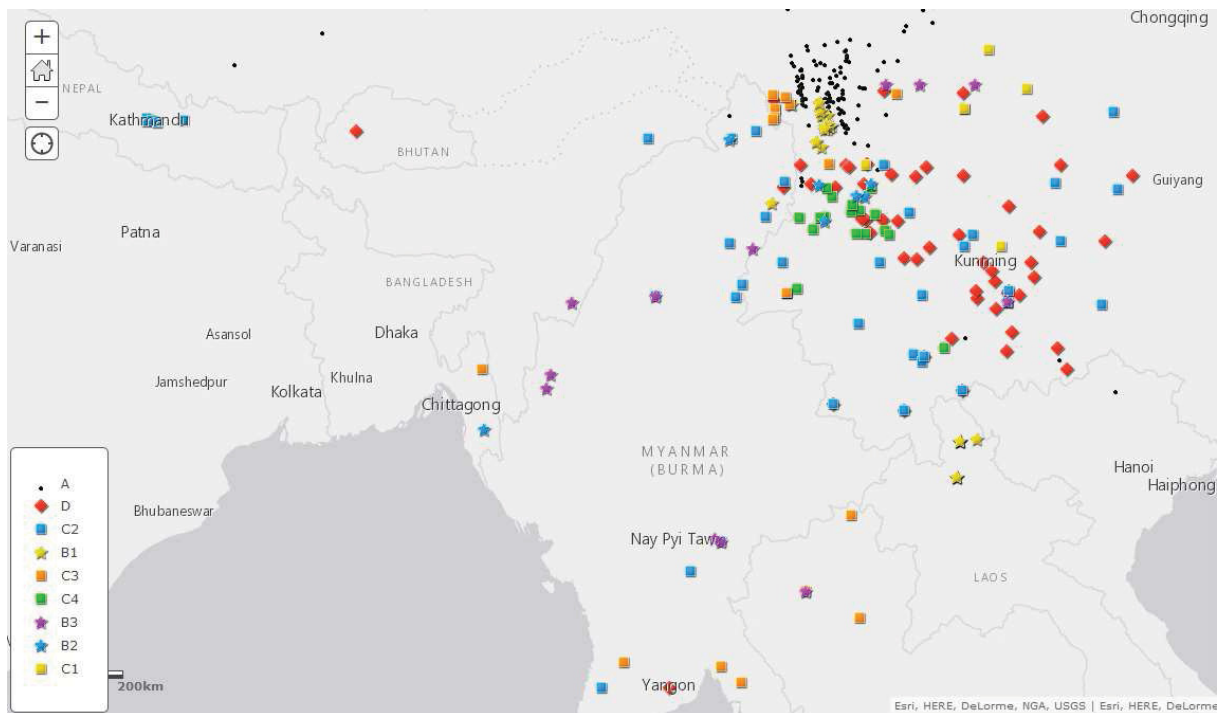 Chongqing
+
−
NEPAL
Kathmandu
BHUTAN
Guiyang
Patna
Varanasi
Kunming
BANGLADESH
Dhaka
Asansol
Khulna
Jamshedpur
Kolkata
Chittagong
MYANMAR
(BURMA)
Hanoi
Haiphong
Bhubaneswar
Nay Pyi Taw
LAOS
A
D
C2
B1
C3
C4
B3
B2
C1
200km
Yangon
Esri, HERE, DeLorme, NGA, USGS | Esri, HERE, DeLorme